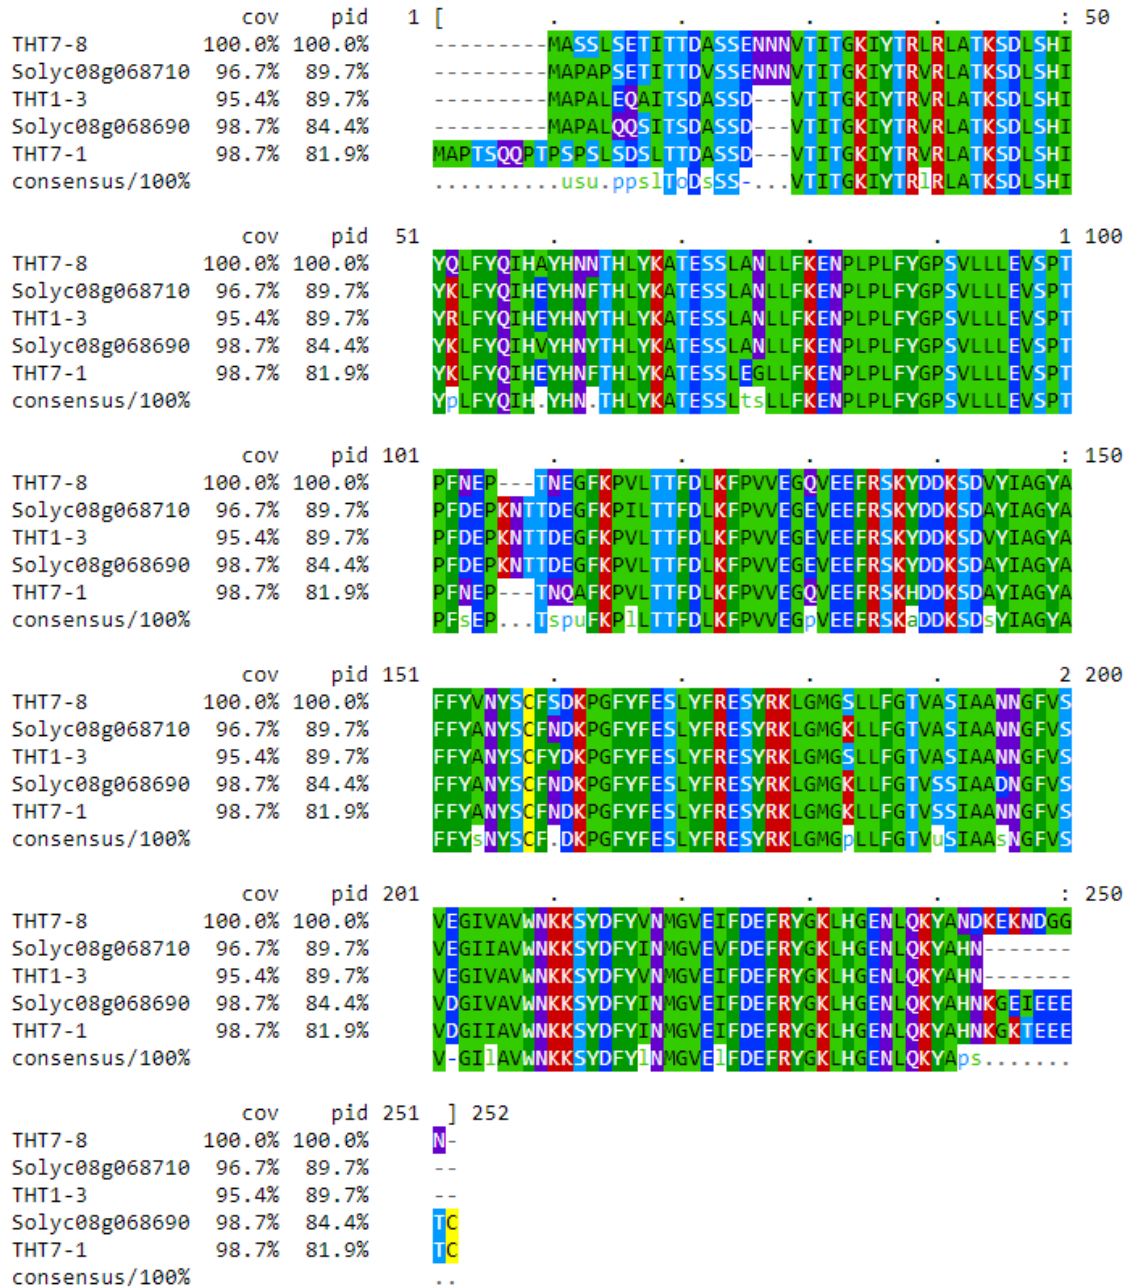 cov pid 1 [ . . . . : 50
THT7-8 100.0% 100.0% ---------MASSLSETITTDASSENNNVTITGKIYTRLRLATKSDLSHI
Solyc08g068710 96.7% 89.7% ---------MAPAPSETITTDVSSENNNVTITGKIYTRVRLATKSDLSHI
THT1-3 95.4% 89.7% ---------MAPALEQAITSDASSD---VTITGKIYTRVRLATKSDLSHI
Solyc08g068690 98.7% 84.4% ---------MAPALQQSITSDASSD---VTITGKIYTRVRLATKSDLSHI
THT7-1 98.7% 81.9% MAPTSQQPTPSPSLSDSLTTDASSD---VTITGKIYTRVRLATKSDLSHI
consensus/100% ..........usu.ppslToDsSS-...VTITGKIYTRlRLATKSDLSHI
cov pid 51 . . . . 1 100
THT7-8 100.0% 100.0% YQLFYQIHAYHNNTHLYKATESSLANLLFKENPLPLFYGPSVLLLEVSPT
Solyc08g068710 96.7% 89.7% YKLFYQIHEYHNFTHLYKATESSLANLLFKENPLPLFYGPSVLLLEVSPT
THT1-3 95.4% 89.7% YRLFYQIHEYHNYTHLYKATESSLANLLFKENPLPLFYGPSVLLLEVSPT
Solyc08g068690 98.7% 84.4% YKLFYQIHVYHNYTHLYKATESSLANLLFKENPLPLFYGPSVLLLEVSPT
THT7-1 98.7% 81.9% YKLFYQIHEYHNFTHLYKATESSLEGLLFKENPLPLFYGPSVLLLEVSPT
consensus/100% YpLFYQIH.YHN.THLYKATESSLtsLLFKENPLPLFYGPSVLLLEVSPT
cov pid 101 . . . . : 150
THT7-8 100.0% 100.0% PFNEP---TNEGFKPVLTTFDLKFPVVEGQVEEFRSKYDDKSDVYIAGYA
Solyc08g068710 96.7% 89.7% PFDEPKNTTDEGFKPILTTFDLKFPVVEGEVEEFRSKYDDKSDAYIAGYA
THT1-3 95.4% 89.7% PFDEPKNTTDEGFKPVLTTFDLKFPVVEGEVEEFRSKYDDKSDAYIAGYA
Solyc08g068690 98.7% 84.4% PFDEPKNTTDEGFKPVLTTFDLKFPVVEGEVEEFRSKYDDKSDAYIAGYA
THT7-1 98.7% 81.9% PFNEP---TNQAFKPVLTTFDLKFPVVEGQVEEFRSKHDDKSDAYIAGYA
consensus/100% PFsEP...TspuFKPlLTTFDLKFPVVEGpVEEFRSKaDDKSDsYIAGYA
cov pid 151 . . . . 2 200
THT7-8 100.0% 100.0% FFYVNYSCFSDKPGFYFESLYFRESYRKLGMGSLLFGTVASIAANNGFVS
Solyc08g068710 96.7% 89.7% FFYANYSCFNDKPGFYFESLYFRESYRKLGMGKLLFGTVASIAANNGFVS
THT1-3 95.4% 89.7% FFYANYSCFYDKPGFYFESLYFRESYRKLGMGSLLFGTVASIAANNGFVS
Solyc08g068690 98.7% 84.4% FFYANYSCFNDKPGFYFESLYFRESYRKLGMGKLLFGTVSSIAADNGFVS
THT7-1 98.7% 81.9% FFYANYSCFNDKPGFYFESLYFRESYRKLGMGKLLFGTVSSIAANNGFVS
consensus/100% FFYsNYSCF.DKPGFYFESLYFRESYRKLGMGpLLFGTVuSIAAsNGFVS
cov pid 201 . . . . : 250
THT7-8 100.0% 100.0% VEGIVAVWNKKSYDFYVNMGVEIFDEFRYGKLHGENLQKYANDKEKNDGG
Solyc08g068710 96.7% 89.7% VEGIIAVWNKKSYDFYINMGVEVFDEFRYGKLHGENLQKYAHN-------
THT1-3 95.4% 89.7% VEGIVAVWNKKSYDFYVNMGVEIFDEFRYGKLHGENLQKYAHN-------
Solyc08g068690 98.7% 84.4% VDGIVAVWNKKSYDFYINMGVEIFDEFRYGKLHGENLQKYAHNKGEIEEE
THT7-1 98.7% 81.9% VDGIIAVWNKKSYDFYINMGVEIFDEFRYGKLHGENLQKYAHNKGKTEEE
consensus/100% V-GIlAVWNKKSYDFYlNMGVElFDEFRYGKLHGENLQKYAps.......
cov pid 251 ] 252
THT7-8 100.0% 100.0% N-
Solyc08g068710 96.7% 89.7% --
THT1-3 95.4% 89.7% --
Solyc08g068690 98.7% 84.4% TC
THT7-1 98.7% 81.9% TC
consensus/100% ..